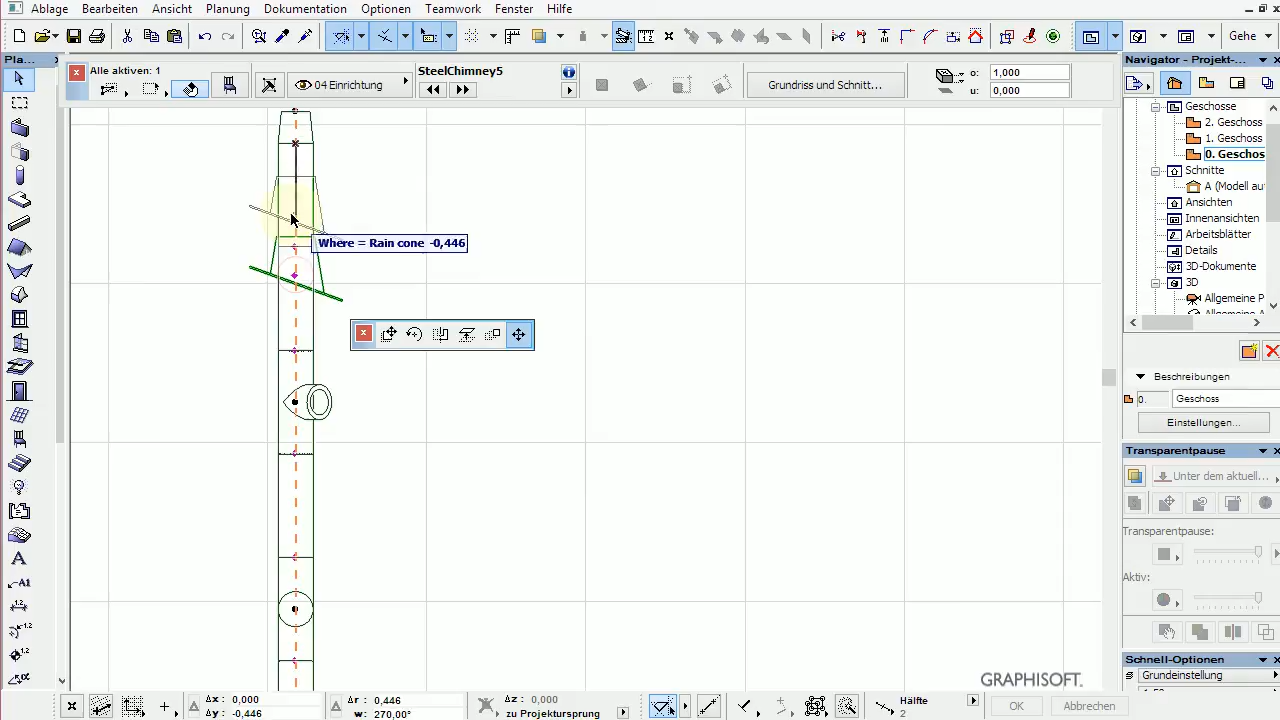 Ablage Bearbeiten Ansicht Planung Dokumentation Optionen Teamwork Fenster Hilfe
Gehe
Pla...
Alle aktiven: 1
04 Einrichtung
SteelChimney5
Grundriss und Schnitt...
o: 1,000
u: 0,000
Navigator - Projekt-...
Geschosse
2. Geschoss
1. Geschoss
0. Geschos
Schnitte
A (Modell au
Ansichten
Innenansichten
Arbeitsblätter
Details
3D-Dokumente
3D
Allgemeine P
Where = Rain cone -0,446
Beschreibungen
0. Geschoss
Einstellungen...
Transparentpause
Unter dem aktuell...
Transparentpause:
Aktiv:
A
A1
Schnell-Optionen
Grundeinstellung
GRAPHISOFT.
Δx: 0,000
Δy: -0,446
Δr: 0,446
w: 270,00°
Δz: 0,000
zu Projektursprung
Hälfte
2
OK
Abbrechen